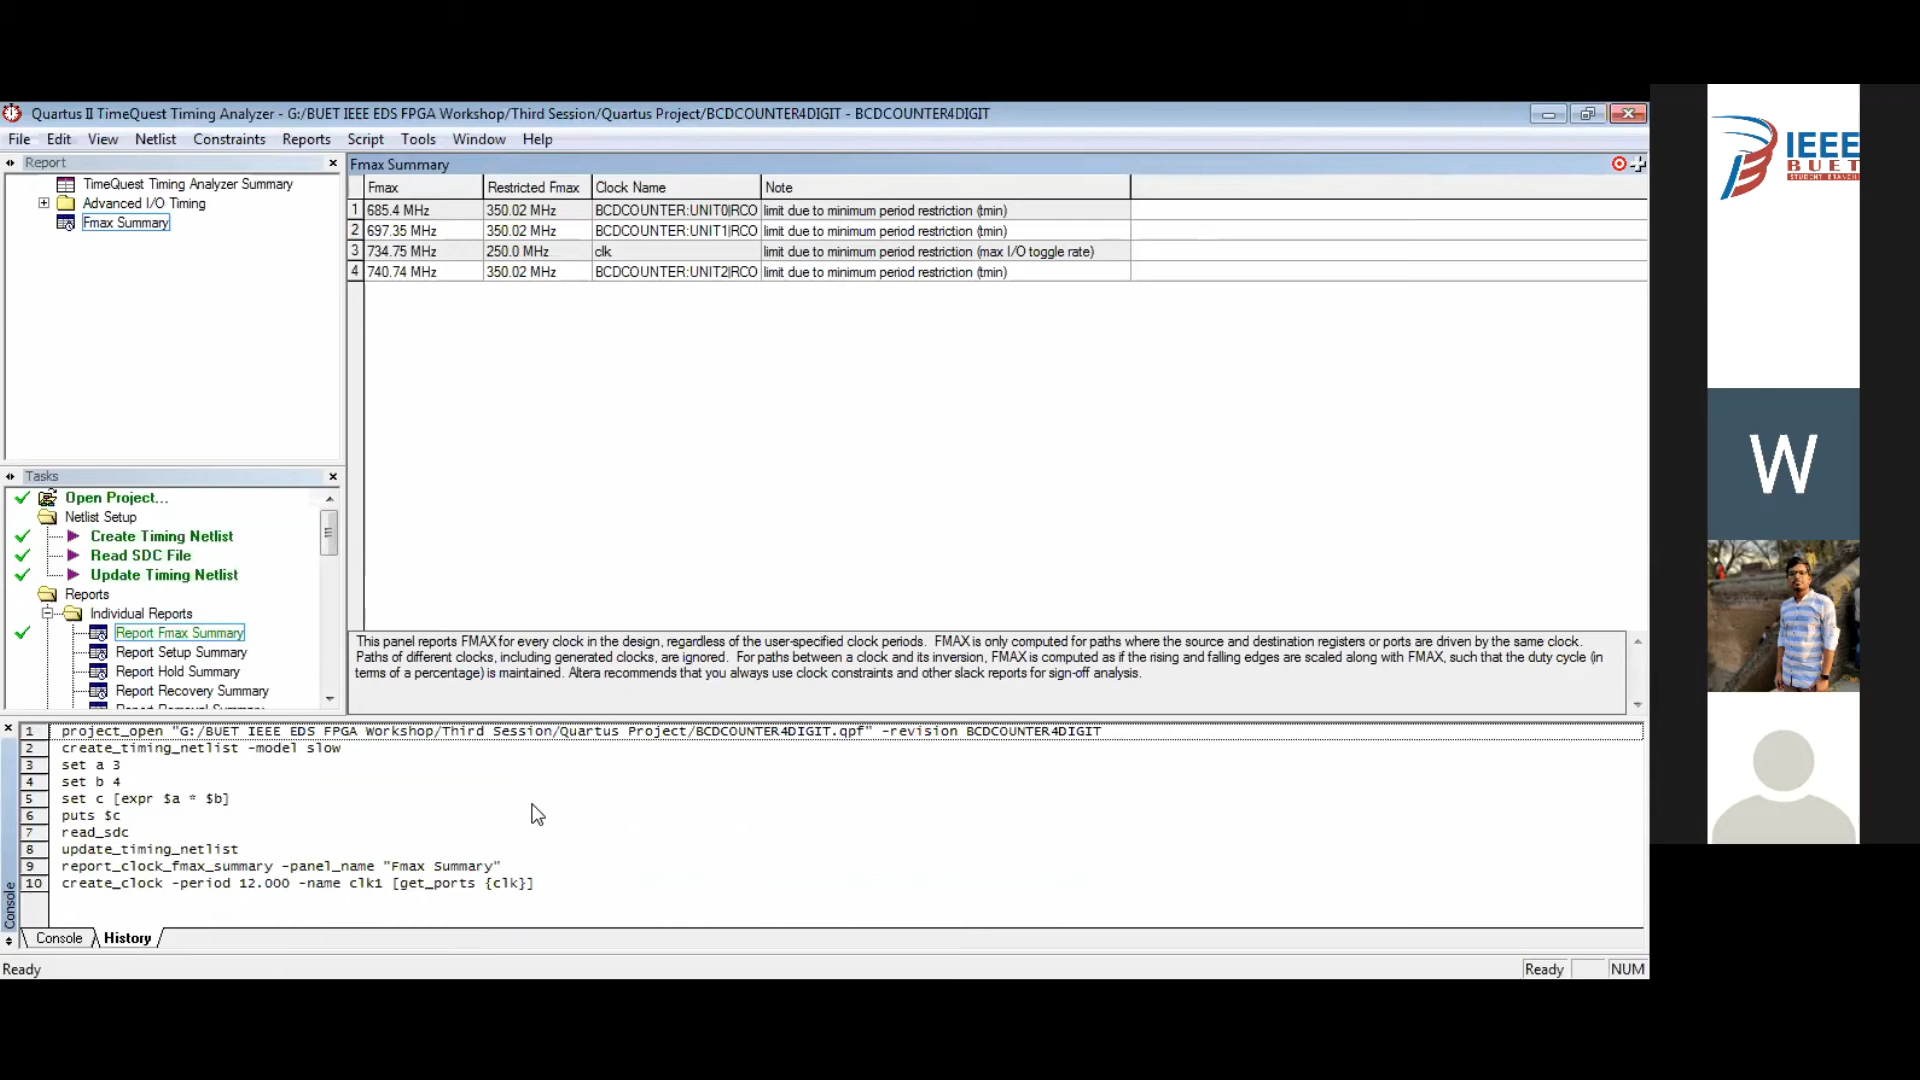 Quartus II TimeQuest Timing Analyzer - G:/BUET IEEE EDS FPGA Workshop/Third Session/Quartus Project/BCDCOUNTER4DIGIT - BCDCOUNTER4DIGIT
File Edit View Netlist Constraints Reports Script Tools Window Help
Report
TimeQuest Timing Analyzer Summary
Advanced I/O Timing
Fmax Summary
Fmax Summary
Fmax Restricted Fmax Clock Name Note
1 685.4 MHz 350.02 MHz BCDCOUNTER:UNIT0|RCO limit due to minimum period restriction (tmin)
2 697.35 MHz 350.02 MHz BCDCOUNTER:UNIT1|RCO limit due to minimum period restriction (tmin)
3 734.75 MHz 250.0 MHz clk limit due to minimum period restriction (max I/O toggle rate)
4 740.74 MHz 350.02 MHz BCDCOUNTER:UNIT2|RCO limit due to minimum period restriction (tmin)
Tasks
Open Project...
Netlist Setup
Create Timing Netlist
Read SDC File
Update Timing Netlist
Reports
Individual Reports
Report Fmax Summary
Report Setup Summary
Report Hold Summary
Report Recovery Summary
Report Removal Summary
This panel reports FMAX for every clock in the design, regardless of the user-specified clock periods. FMAX is only computed for paths where the source and destination registers or ports are driven by the same clock.
Paths of different clocks, including generated clocks, are ignored. For paths between a clock and its inversion, FMAX is computed as if the rising and falling edges are scaled along with FMAX, such that the duty cycle (in
terms of a percentage) is maintained. Altera recommends that you always use clock constraints and other slack reports for sign-off analysis.
1 project_open "G:/BUET IEEE EDS FPGA Workshop/Third Session/Quartus Project/BCDCOUNTER4DIGIT.qpf" -revision BCDCOUNTER4DIGIT
2 create_timing_netlist -model slow
3 set a 3
4 set b 4
5 set c [expr $a * $b]
6 puts $c
7 read_sdc
8 update_timing_netlist
9 report_clock_fmax_summary -panel_name "Fmax Summary"
10 create_clock -period 12.000 -name clk1 [get_ports {clk}]
Console
Console History
Ready
Ready NUM
IEEE
BUET
STUDENT BRANCH
W